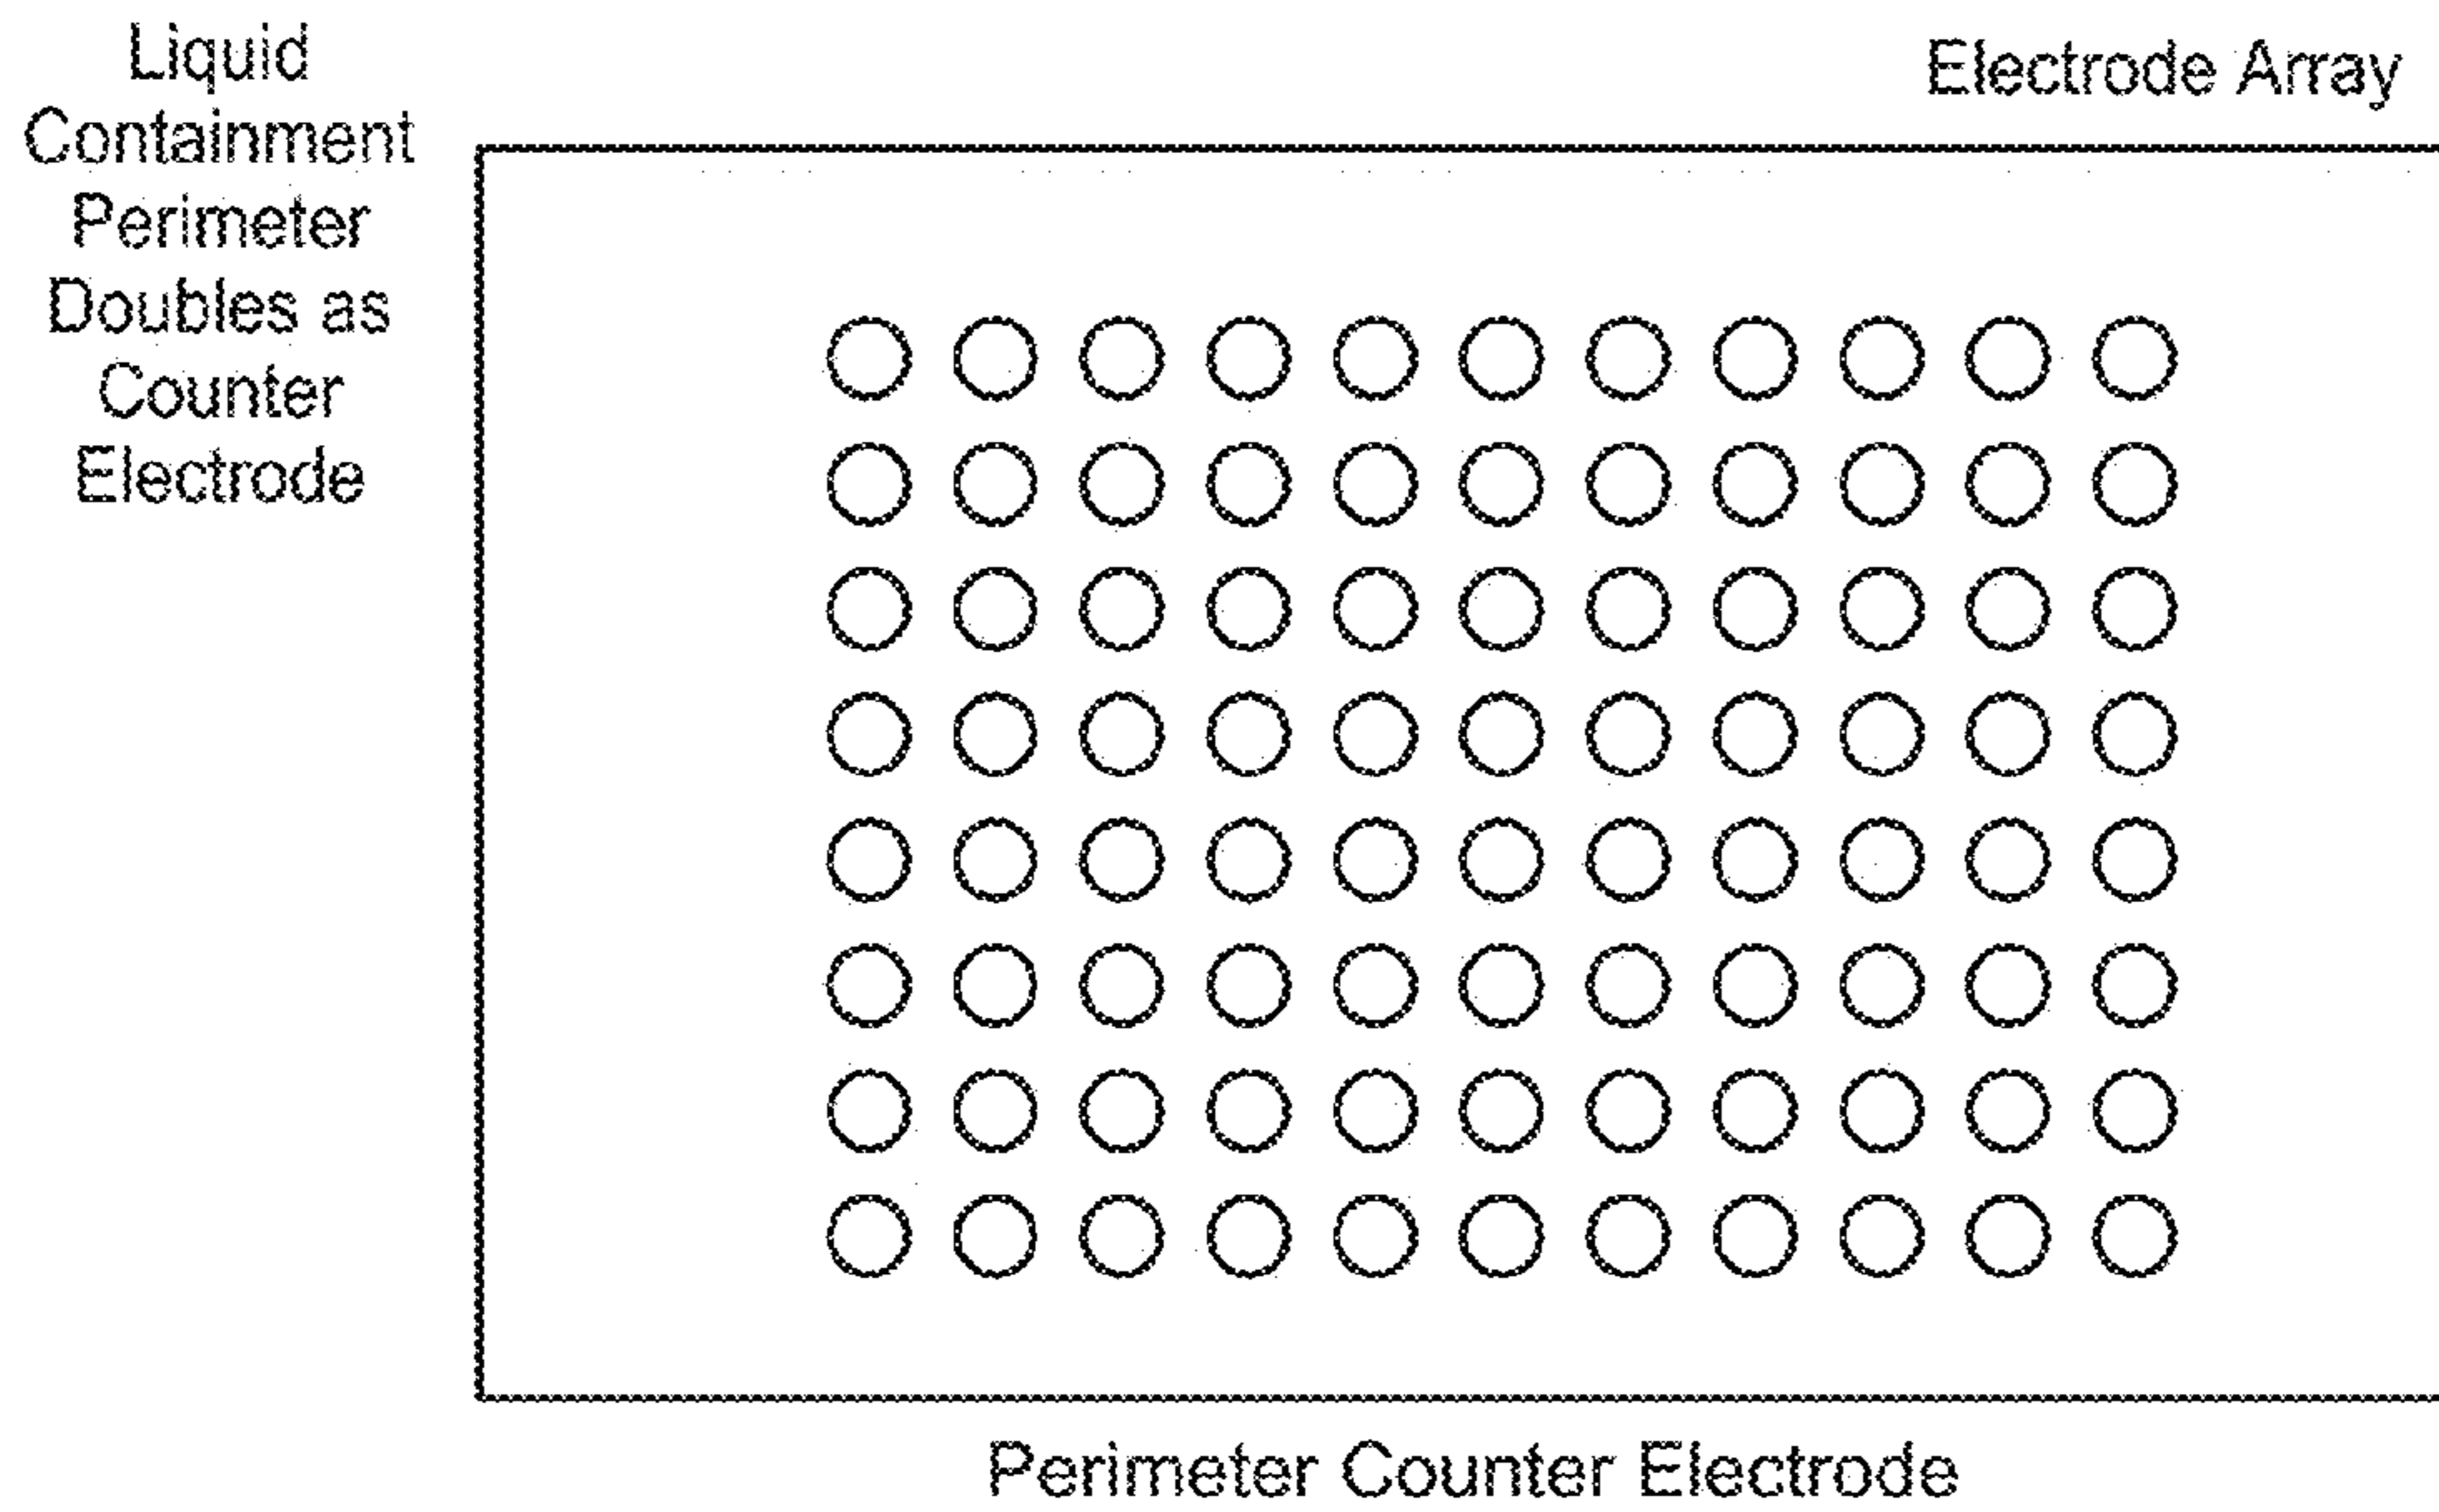 Liquid
Containment
Perimeter
Doubles as
Counter
Electrode
Electrode Array
Perimeter Counter Electrode